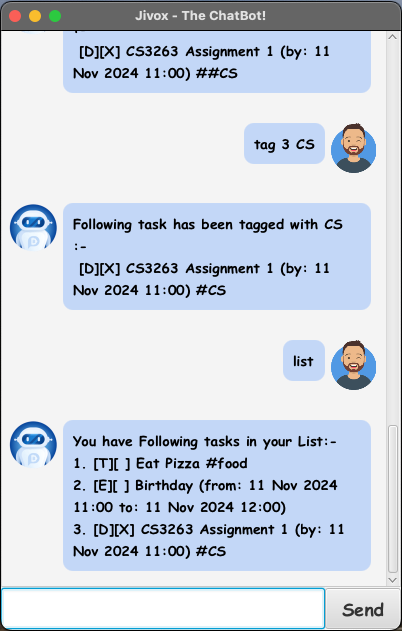 Jivox - The ChatBot!
[D][X] CS3263 Assignment 1 (by: 11
Nov 2024 11:00) ##CS
tag 3 CS
Following task has been tagged with CS
:-
[D][X] CS3263 Assignment 1 (by: 11
Nov 2024 11:00) #CS
list
You have Following tasks in your List:-
1. [T][ ] Eat Pizza #food
2. [E][ ] Birthday (from: 11 Nov 2024
11:00 to: 11 Nov 2024 12:00)
3. [D][X] CS3263 Assignment 1 (by: 11
Nov 2024 11:00) #CS
Send